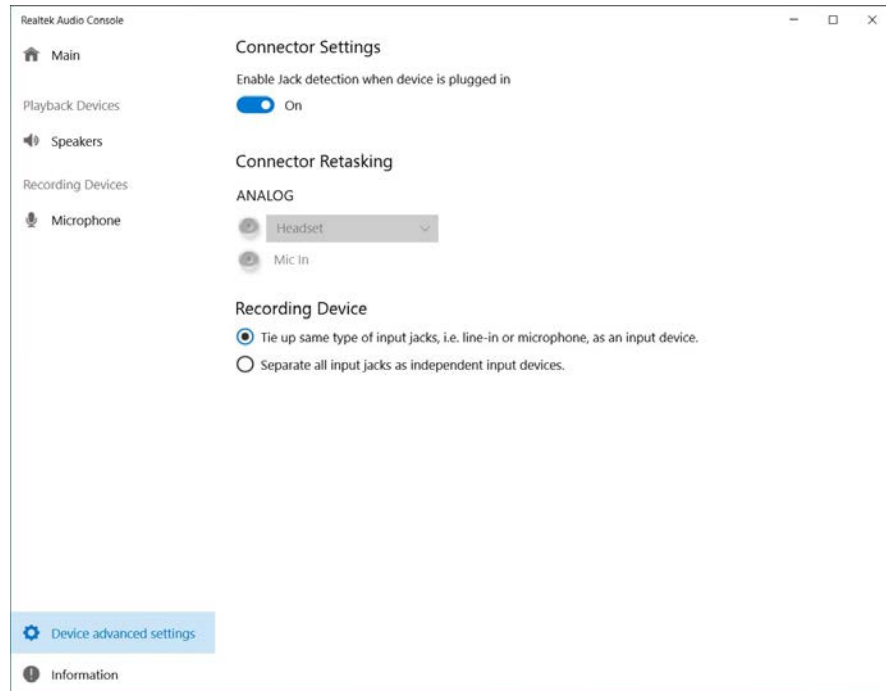 Realtek Audio Console
Main
Playback Devices
Speakers
Recording Devices
Microphone
Device advanced settings
Information
Connector Settings
Enable Jack detection when device is plugged in
On
Connector Retasking
ANALOG
Headset
Mic In
Recording Device
Tie up same type of input jacks, i.e. line-in or microphone, as an input device.
Separate all input jacks as independent input devices.